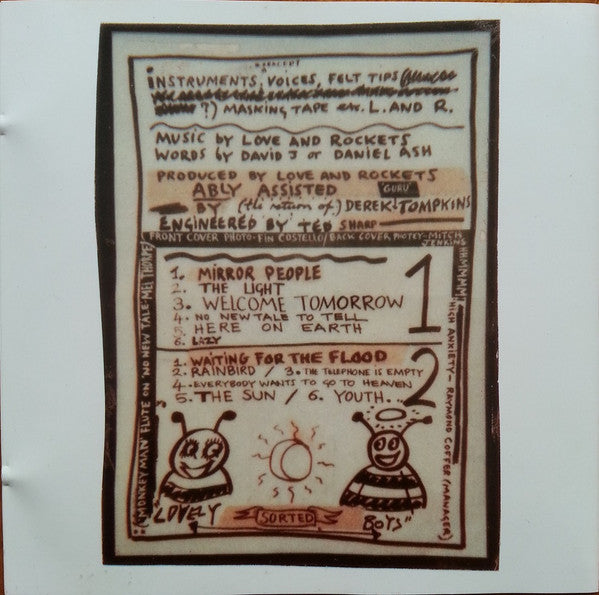 & EXCEPT
INSTRUMENTS, VOICES, FELT TIPS
?) MASKING TAPE etc. L. AND R.
MUSIC by LOVE AND ROCKETS
WORDS by DAVID J or DANIEL ASH
PRODUCED BY LOVE AND ROCKETS
ABLY ASSISTED "GURU"
BY (the return of) DEREK TOMPKINS
ENGINEERED BY TED SHARP
FRONT COVER PHOTO-FIN COSTELLO/BACK COVER PHOTEY-MITCH
JENKINS
1. MIRROR PEOPLE
2. THE LIGHT
3. WELCOME TOMORROW
4. NO NEW TALE TO TELL
5. HERE ON EARTH
6. LAZY
1
1. WAITING FOR THE FLOOD
2. RAINBIRD / 3. THE TELEPHONE IS EMPTY
4. EVERYBODY WANTS TO GO TO HEAVEN
5. THE SUN / 6. YOUTH..
2
(MONKEY MAN) FLUTE ON 'NO NEW TALE'-MEL THORPE
HIGH ANXIETY - RAYMOND COFFER (MANAGER)
"LOVELY
SORTED
BOYS"